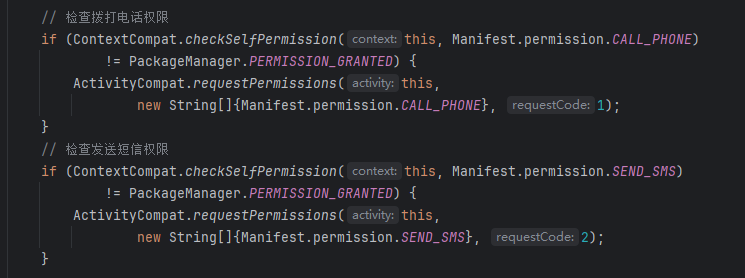 // 检查拨打电话权限
if (ContextCompat.checkSelfPermission( context: this, Manifest.permission.CALL_PHONE)
!= PackageManager.PERMISSION_GRANTED) {
ActivityCompat.requestPermissions( activity: this,
new String[]{Manifest.permission.CALL_PHONE}, requestCode: 1);
}
// 检查发送短信权限
if (ContextCompat.checkSelfPermission( context: this, Manifest.permission.SEND_SMS)
!= PackageManager.PERMISSION_GRANTED) {
ActivityCompat.requestPermissions( activity: this,
new String[]{Manifest.permission.SEND_SMS}, requestCode: 2);
}